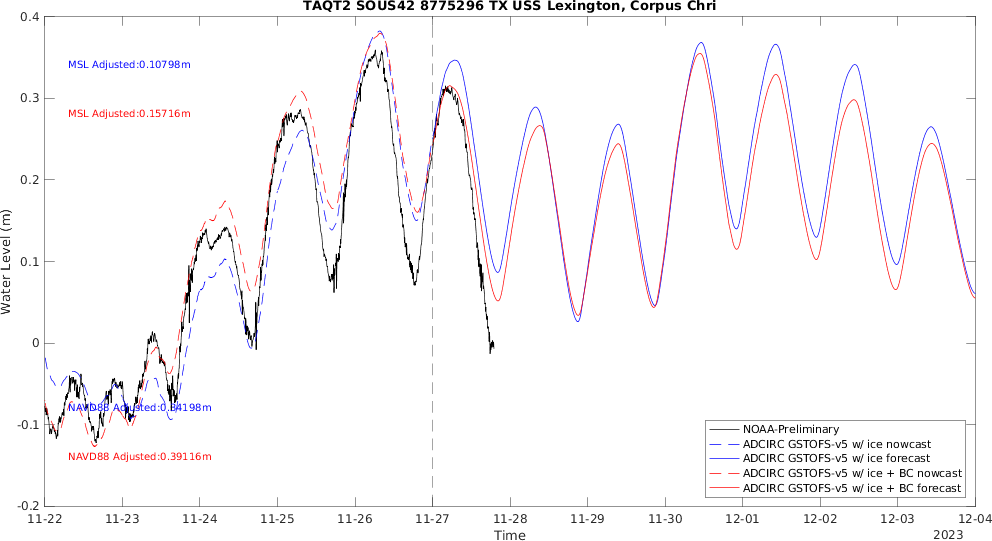 TAQT2 SOUS42 8775296 TX USS Lexington, Corpus Chri
0.4
MSL Adjusted:0.10798m
0.3
MSL Adjusted:0.15716m
0.2
Water Level (m)
0.1
0
NAVD88 Adjusted:0.34198m
-0.1
NAVD88 Adjusted:0.39116m
-0.2
NOAA-Preliminary
ADCIRC GSTOFS-v5 w/ ice nowcast
ADCIRC GSTOFS-v5 w/ ice forecast
ADCIRC GSTOFS-v5 w/ ice + BC nowcast
ADCIRC GSTOFS-v5 w/ ice + BC forecast
11-22 11-23 11-24 11-25 11-26 11-27 11-28 11-29 11-30 12-01 12-02 12-03 12-04
Time
2023